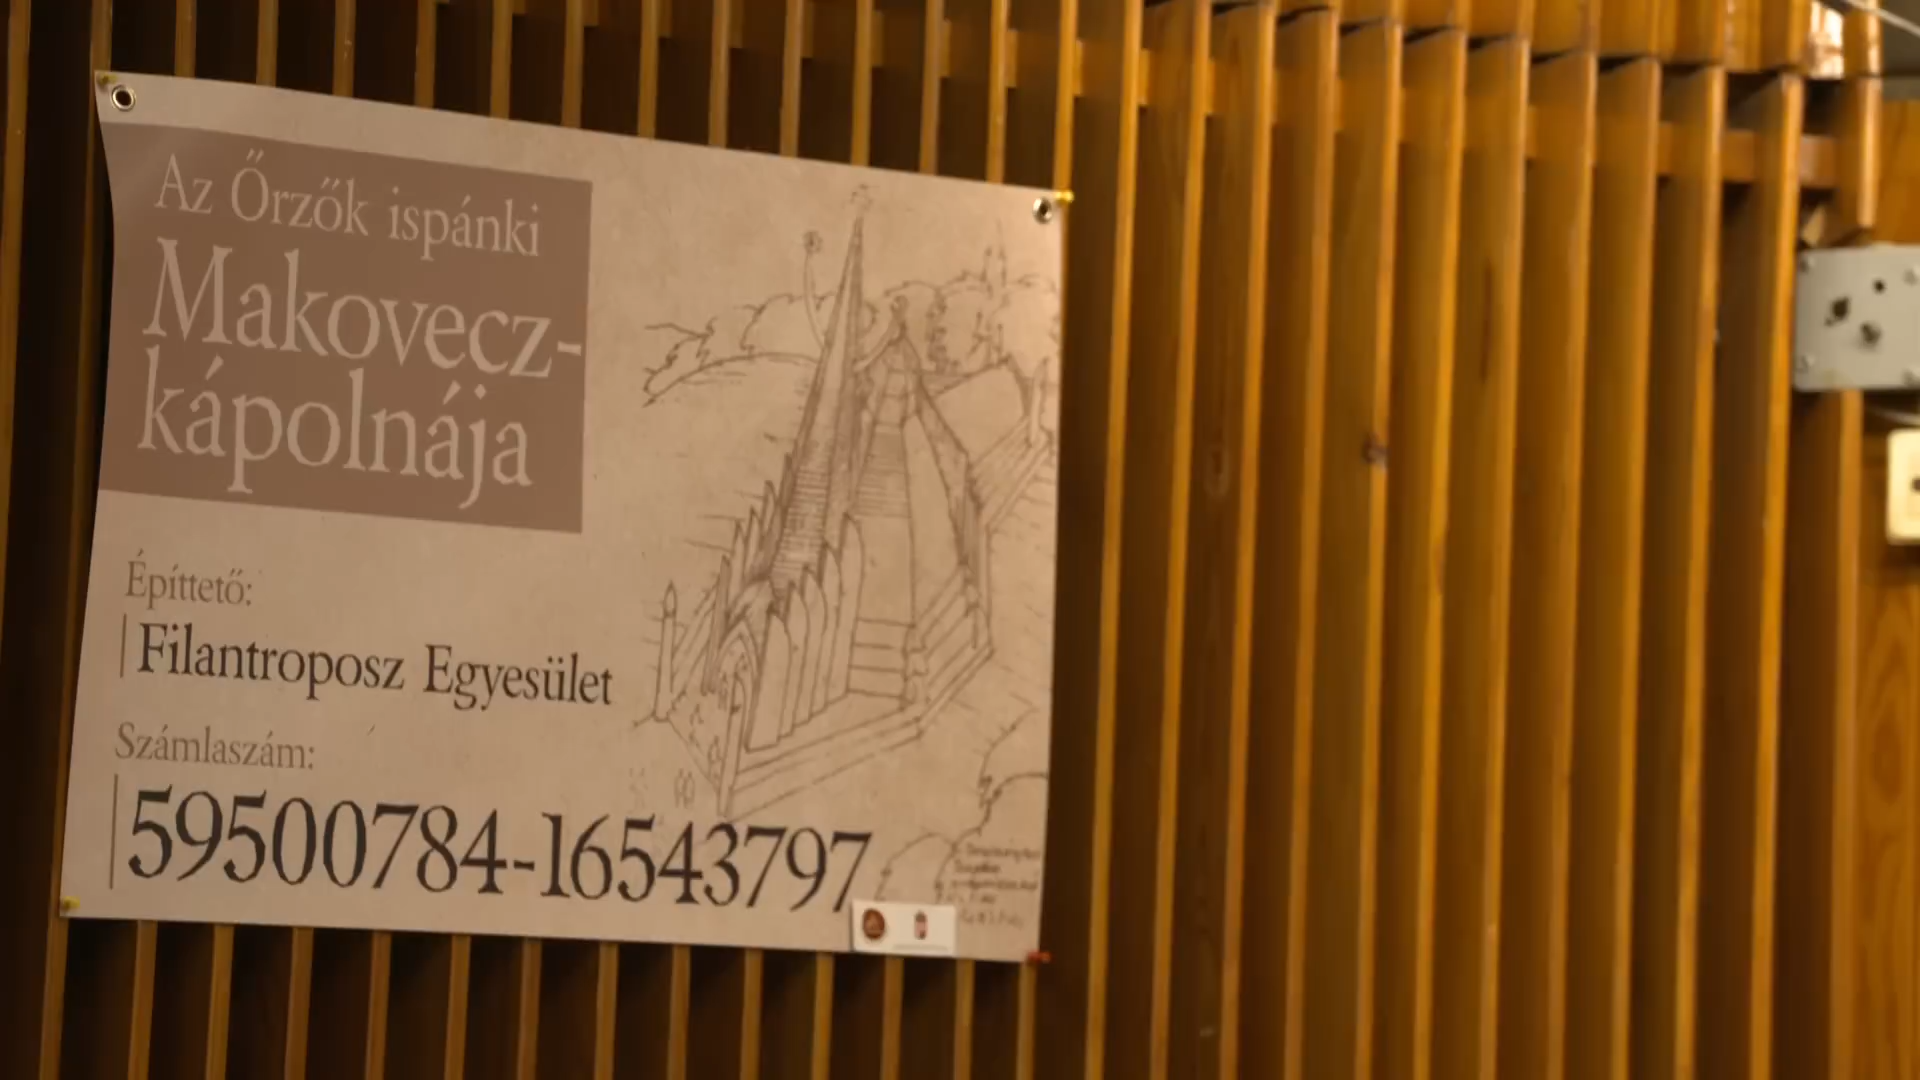 Az Őrzők ispánki
Makovecz-
kápolnája
Építtető:
Filantroposz Egyesület
Számlaszám:
59500784-16543797